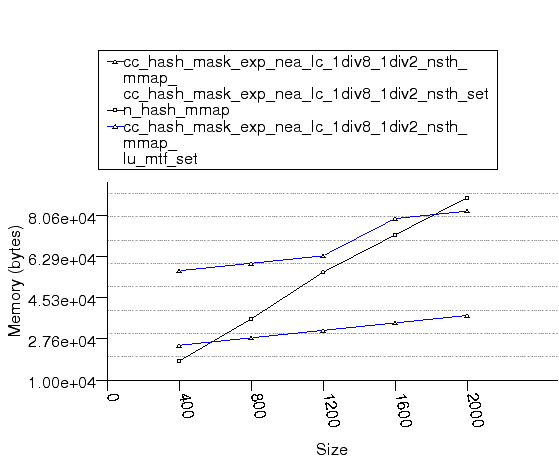 cc_hash_mask_exp_nea_lc_1div8_1div2_nsth_
mmap_
cc_hash_mask_exp_nea_lc_1div8_1div2_nsth_set
n_hash_mmap
cc_hash_mask_exp_nea_lc_1div8_1div2_nsth_
mmap_
lu_mtf_set
Memory (bytes)
8.06e+04
6.29e+04
4.53e+04
2.76e+04
1.00e+04
0
400
800
1200
1600
2000
Size